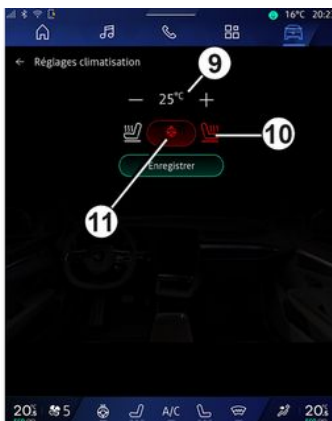 16°C 20:2
← Réglages climatisation
9
— 25°C +
10
11
Enregistrer
20 5 A/C 20